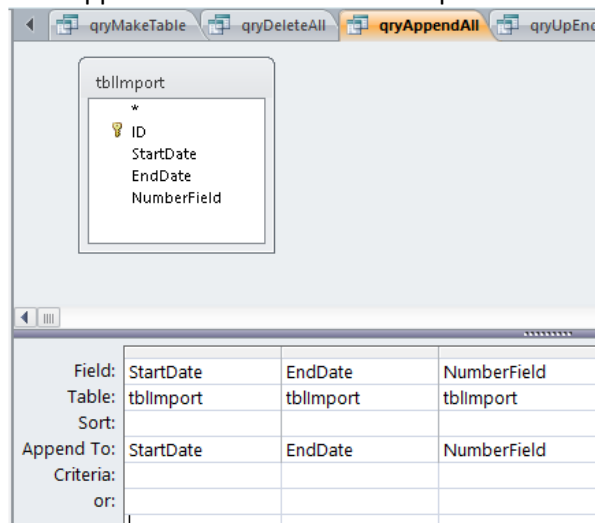 qryMakeTable qryDeleteAll qryAppendAll qryUpEnd
tblImport
*
ID
StartDate
EndDate
NumberField
Field: StartDate EndDate NumberField
Table: tblImport tblImport tblImport
Sort:
Append To: StartDate EndDate NumberField
Criteria:
or: